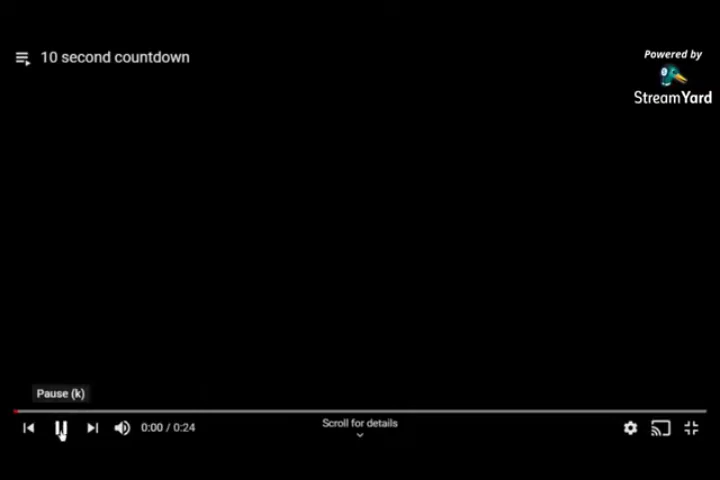 Powered by
10 second countdown
StreamYard
Pause (k)
0:00 / 0:24
Scroll for details